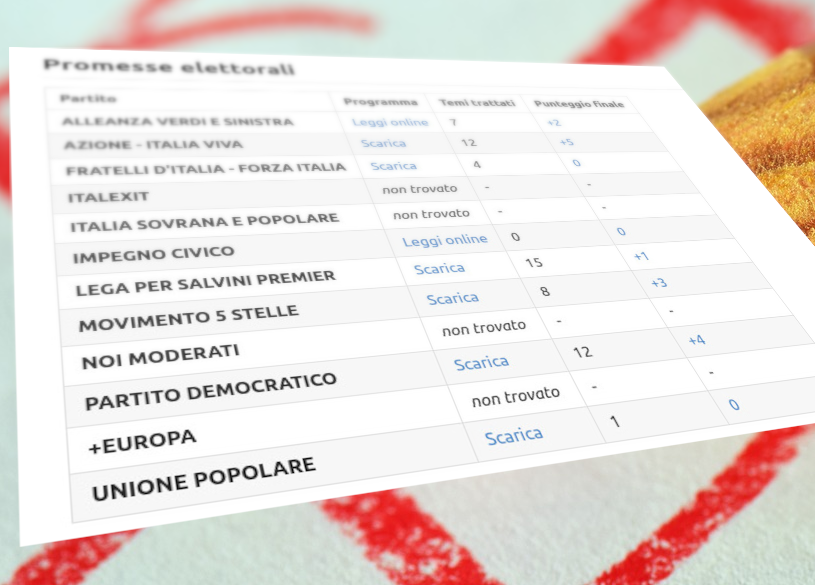 Promesse elettorali
Partito Programma Temi trattati Punteggio finale
ALLEANZA VERDI E SINISTRA Leggi online 7 +2
AZIONE - ITALIA VIVA Scarica 12 +5
FRATELLI D'ITALIA - FORZA ITALIA Scarica 4 0
ITALEXIT non trovato - -
ITALIA SOVRANA E POPOLARE non trovato - -
IMPEGNO CIVICO Leggi online 0 0
LEGA PER SALVINI PREMIER Scarica 15 +1
MOVIMENTO 5 STELLE Scarica 8 +3
NOI MODERATI non trovato - -
PARTITO DEMOCRATICO Scarica 12 +4
+EUROPA non trovato - -
UNIONE POPOLARE Scarica 1 0